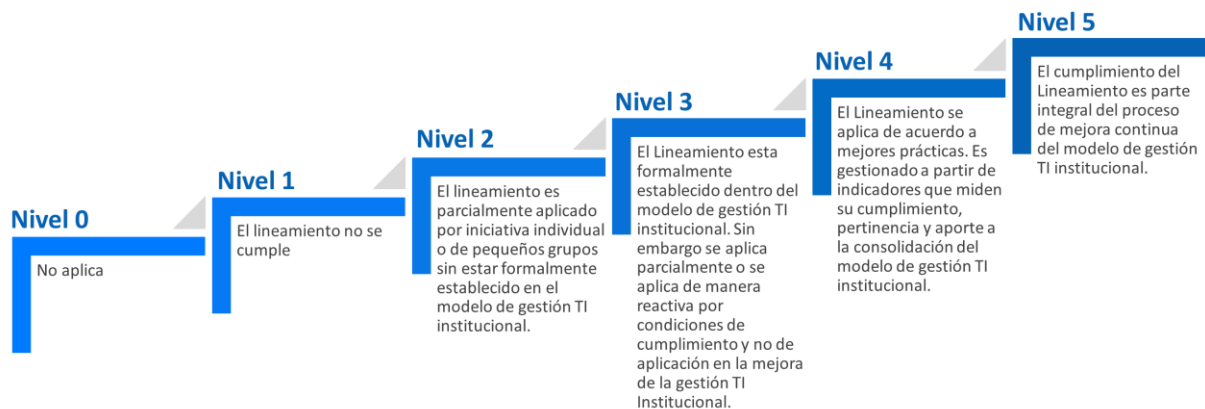 Nivel 0
No aplica
Nivel 1
El lineamiento no se
cumple
Nivel 2
El lineamiento es
parcialmente aplicado
por iniciativa individual
o de pequeños grupos
sin estar formalmente
establecido en el
modelo de gestión TI
institucional.
Nivel 3
El Lineamiento esta
formalmente
establecido dentro del
modelo de gestión TI
institucional. Sin
embargo se aplica
parcialmente o se
aplica de manera
reactiva por
condiciones de
cumplimiento y no de
aplicación en la mejora
de la gestión TI
Institucional.
Nivel 4
El Lineamiento se
aplica de acuerdo a
mejores prácticas. Es
gestionado a partir de
indicadores que miden
su cumplimiento,
pertinencia y aporte a
la consolidación del
modelo de gestión TI
institucional.
Nivel 5
El cumplimiento del
Lineamiento es parte
integral del proceso
de mejora continua
del modelo de gestión
TI institucional.